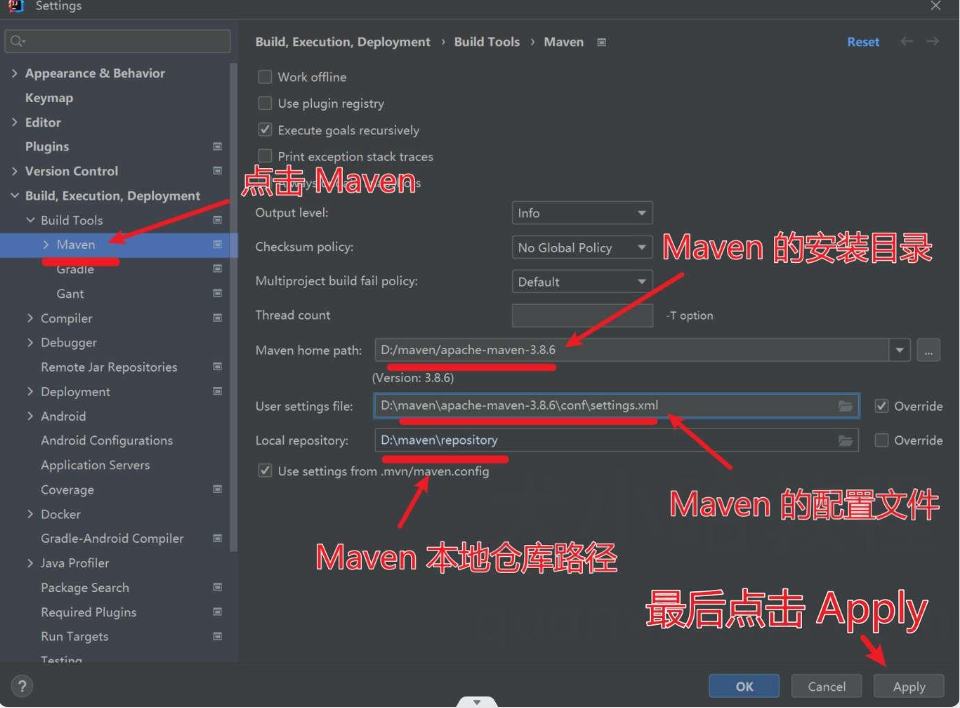 Settings
Build, Execution, Deployment › Build Tools › Maven
Reset
Appearance & Behavior
Keymap
Editor
Plugins
Version Control
Build, Execution, Deployment
Build Tools
Maven
Gradle
Gant
Compiler
Debugger
Remote Jar Repositories
Deployment
Android
Android Configurations
Application Servers
Coverage
Docker
Gradle-Android Compiler
Java Profiler
Package Search
Required Plugins
Run Targets
Testing
点击 Maven
Work offline
Use plugin registry
Execute goals recursively
Print exception stack traces
Output level: Info
Checksum policy: No Global Policy
Maven 的安装目录
Multiproject build fail policy: Default
Thread count -T option
Maven home path: D:/maven/apache-maven-3.8.6 ...
(Version: 3.8.6)
User settings file: D:\maven\apache-maven-3.8.6\conf\settings.xml Override
Local repository: D:\maven\repository Override
Use settings from .mvn/maven.config
Maven 的配置文件
Maven 本地仓库路径
最后点击 Apply
? OK Cancel Apply